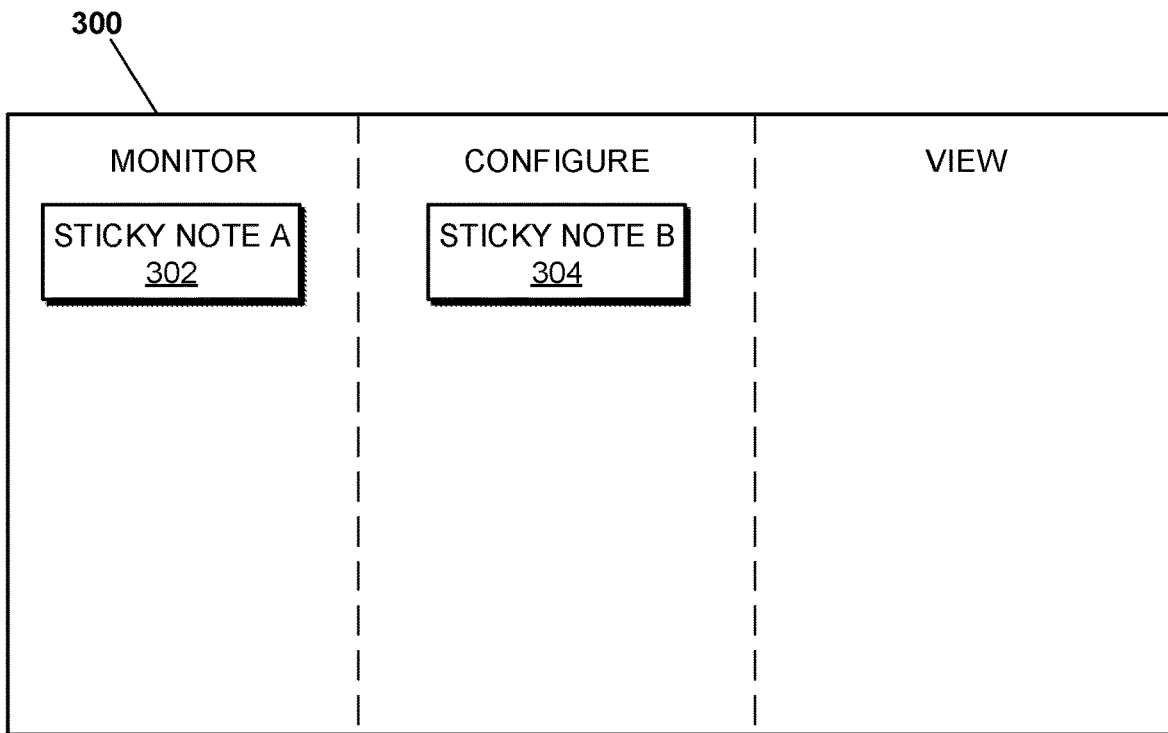 300
MONITOR CONFIGURE VIEW
STICKY NOTE A STICKY NOTE B
302 304